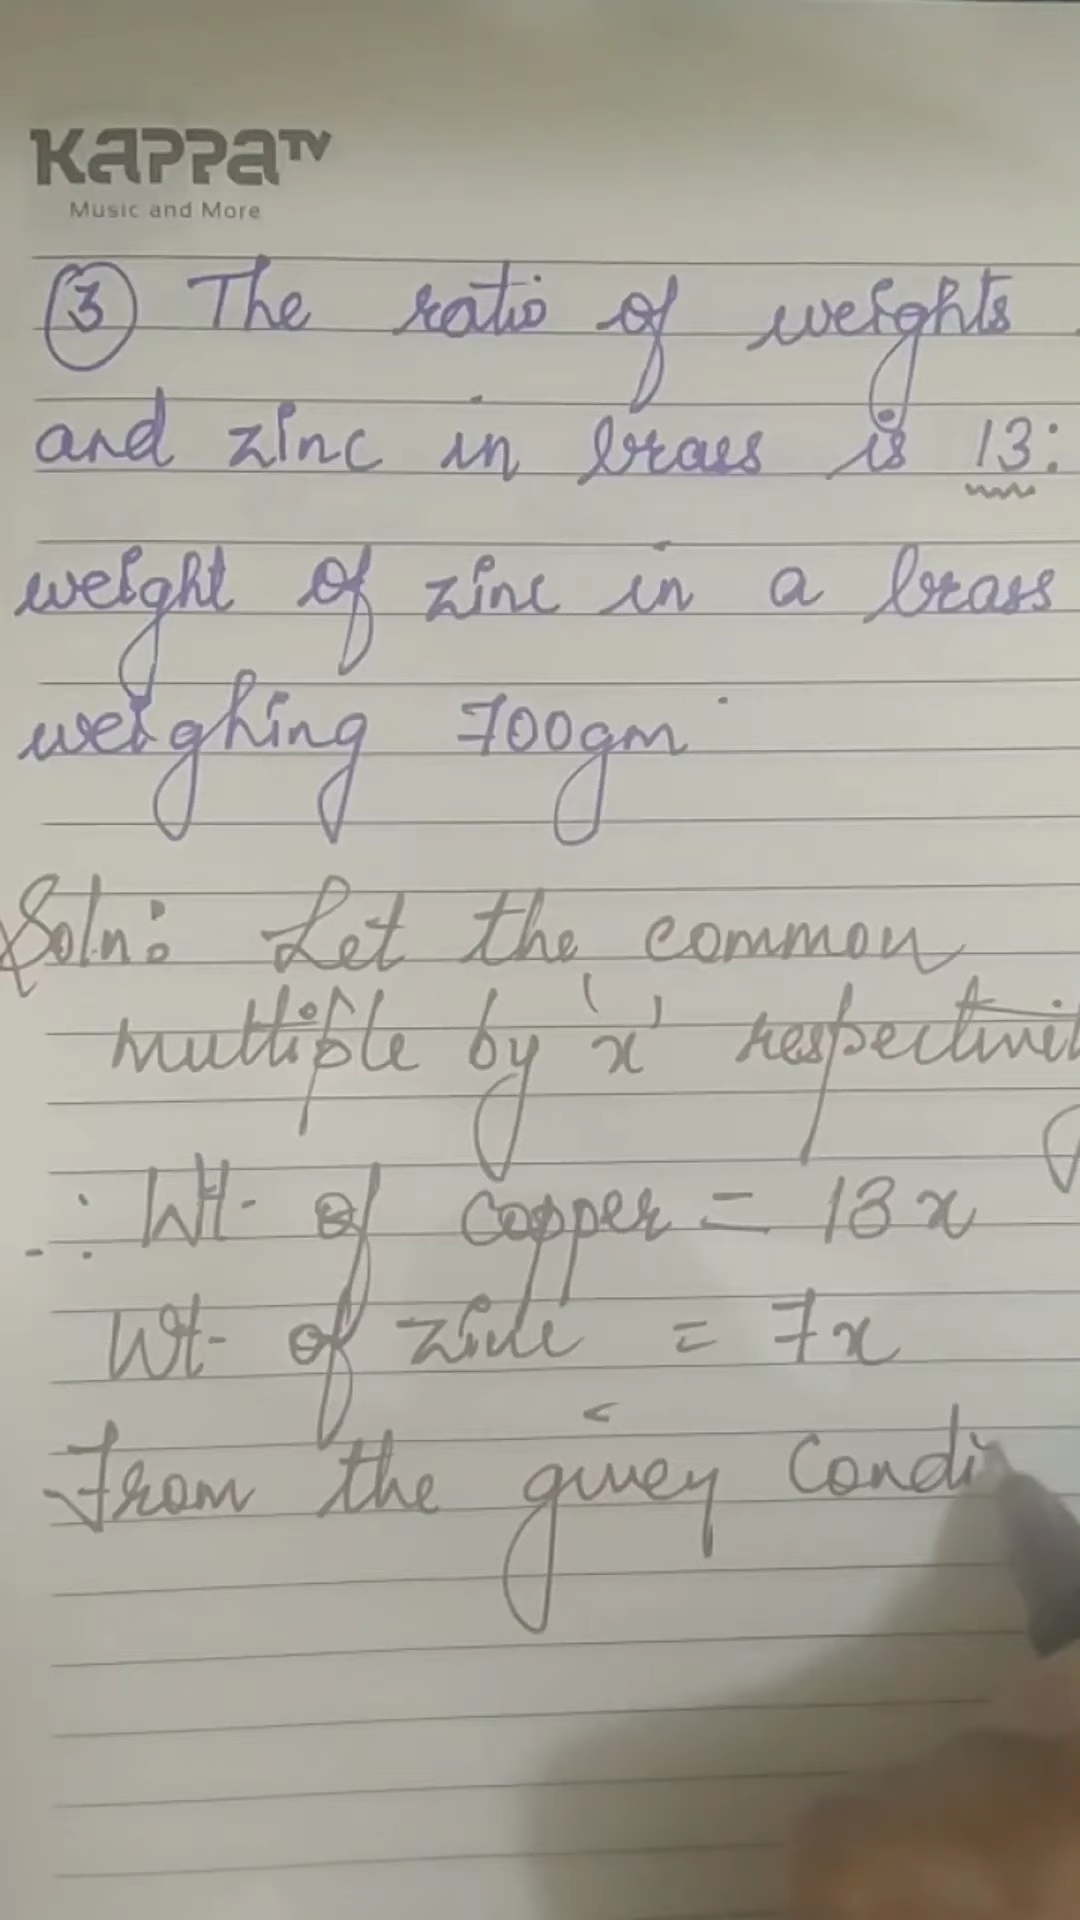 KAPPA TV
Music and More
③ The ratio of weights
and zinc in brass is 13:
weight of zinc in a brass
weighing 700gm
Soln: Let the common
multiple by 'x'
∴ Wt. of copper = 13x
Wt. of zinc = 7x
From the given Condi